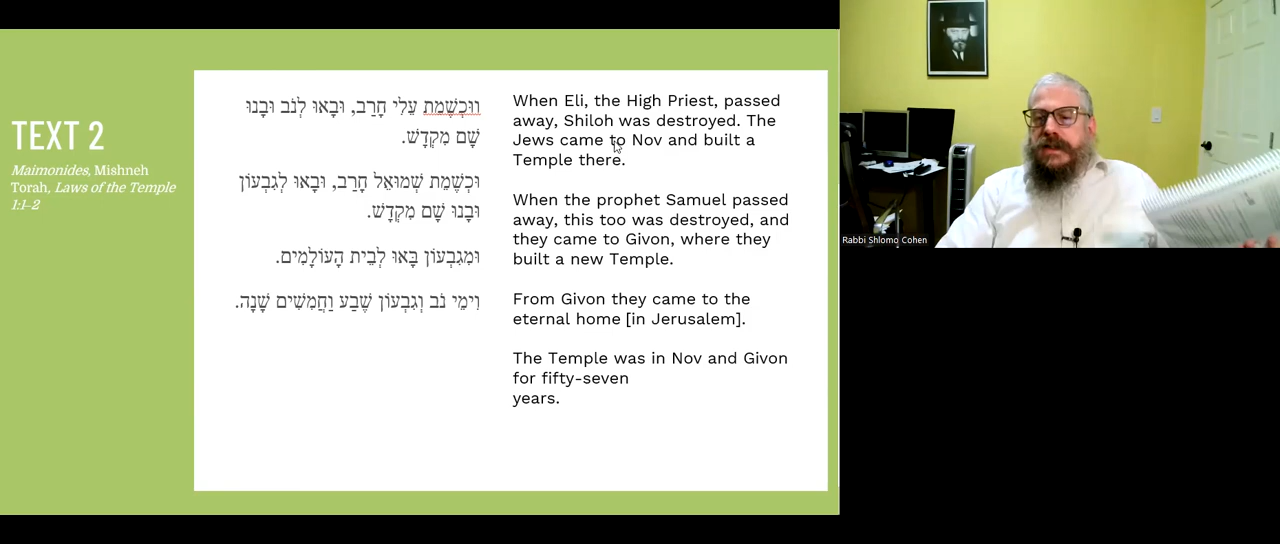 TEXT 2
Maimonides, Mishneh
Torah, Laws of the Temple
1:1–2
וּכְשֶׁמֵּת עֵלִי חָרַב, וּבָאוּ לְנֹב וּבָנוּ
שָׁם מִקְדָּשׁ.
וּכְשֶׁמֵּת שְׁמוּאֵל חָרַב, וּבָאוּ לְגִבְעוֹן
וּבָנוּ שָׁם מִקְדָּשׁ.
וּמִגִּבְעוֹן בָּאוּ לְבֵית הָעוֹלָמִים.
וִימֵי נֹב וְגִבְעוֹן שֶׁבַע וַחֲמִשִּׁים שָׁנָה.
When Eli, the High Priest, passed
away, Shiloh was destroyed. The
Jews came to Nov and built a
Temple there.
When the prophet Samuel passed
away, this too was destroyed, and
they came to Givon, where they
built a new Temple.
From Givon they came to the
eternal home [in Jerusalem].
The Temple was in Nov and Givon
for fifty-seven
years.
Rabbi Shlomo Cohen